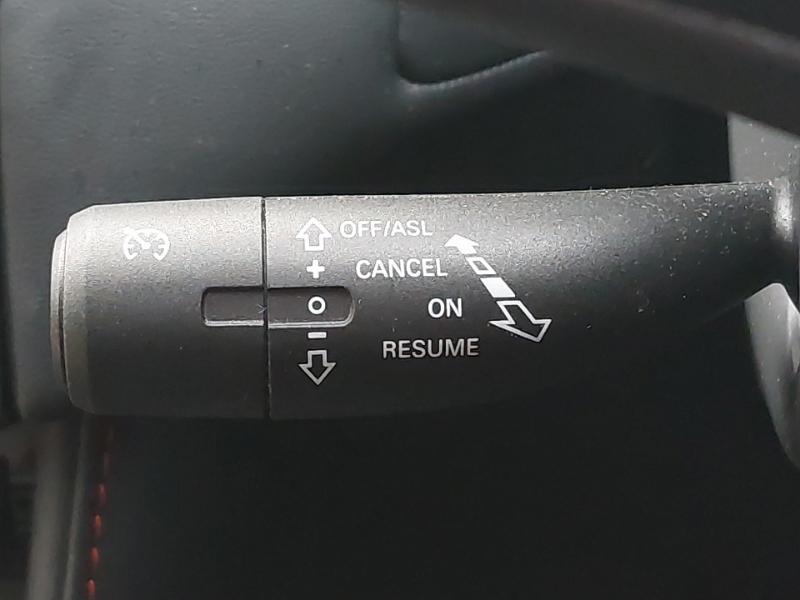 OFF/ASL
+ CANCEL
O ON
- RESUME